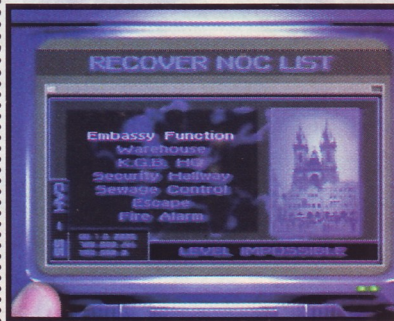 RECOVER NOC LIST
Embassy Function
Warehouse
K.G.B. HQ
Security Hallway
Sewage Control
Escape
Fire Alarm
LEVEL IMPOSSIBLE